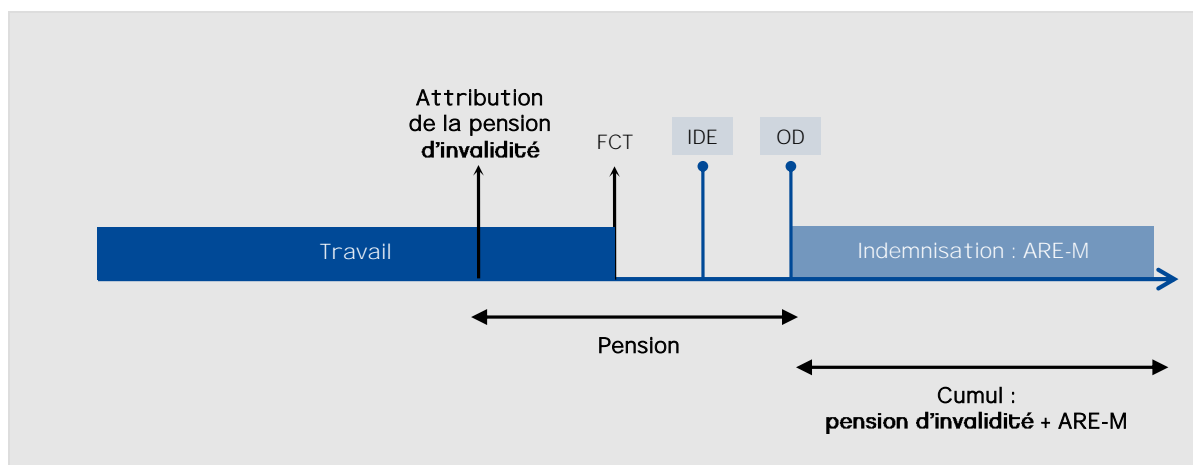 Attribution
de la pension
d'invalidité
FCT
IDE
OD
Travail
Indemnisation : ARE-M
Pension
Cumul :
pension d'invalidité + ARE-M